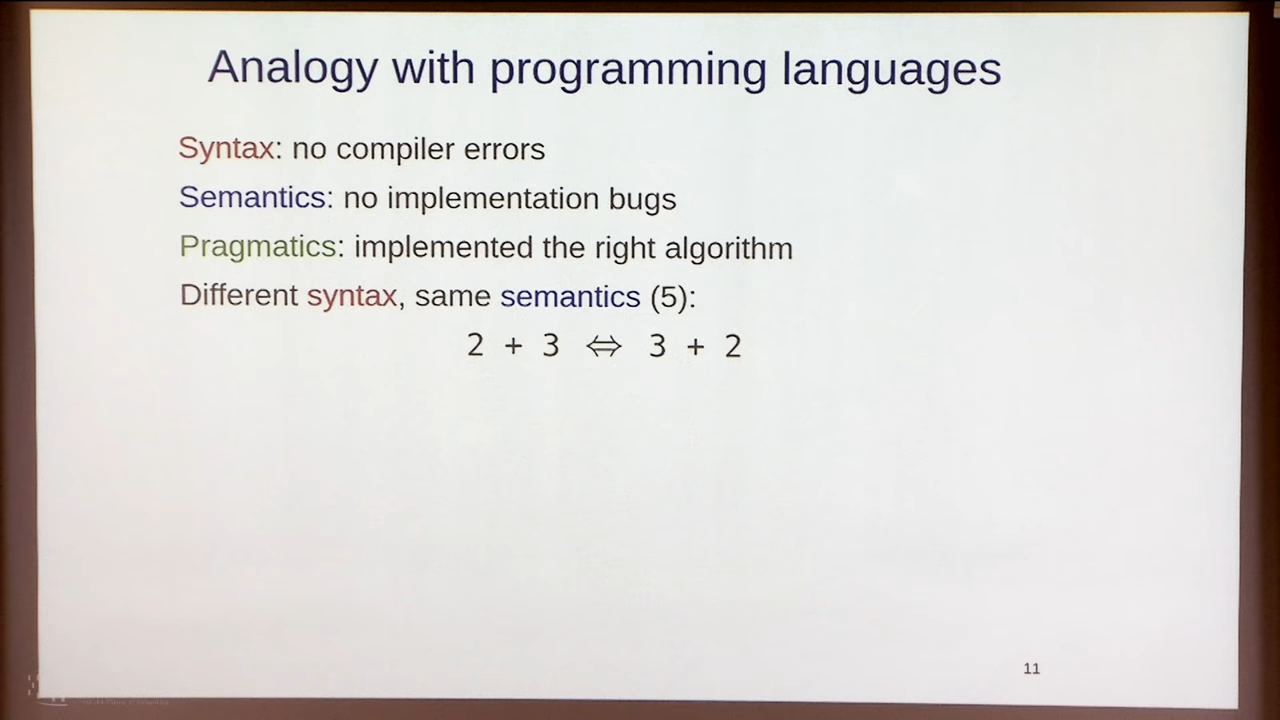 Analogy with programming languages
Syntax: no compiler errors
Semantics: no implementation bugs
Pragmatics: implemented the right algorithm
Different syntax, same semantics (5):
2 + 3 ⇔ 3 + 2
11